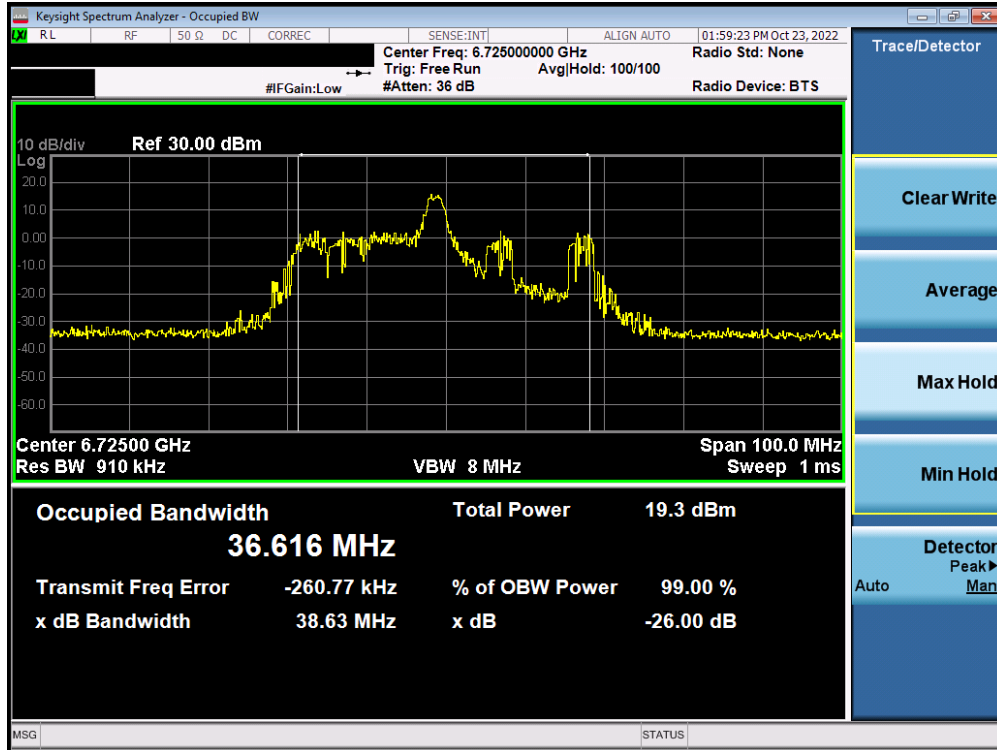 Keysight Spectrum Analyzer - Occupied BW
LXI RL RF 50 Ω DC CORREC SENSE:INT ALIGN AUTO 01:59:23 PM Oct 23, 2022
Center Freq: 6.725000000 GHz Radio Std: None
Trig: Free Run Avg|Hold: 100/100
#IFGain:Low #Atten: 36 dB Radio Device: BTS
10 dB/div Ref 30.00 dBm
Log
20.0
10.0
0.00
-10.0
-20.0
-30.0
-40.0
-50.0
-60.0
Center 6.72500 GHz Span 100.0 MHz
Res BW 910 kHz VBW 8 MHz Sweep 1 ms
Occupied Bandwidth Total Power 19.3 dBm
36.616 MHz
Transmit Freq Error -260.77 kHz % of OBW Power 99.00 %
x dB Bandwidth 38.63 MHz x dB -26.00 dB
MSG STATUS
Trace/Detector
Clear Write
Average
Max Hold
Min Hold
Detector
Peak▶
Auto Man